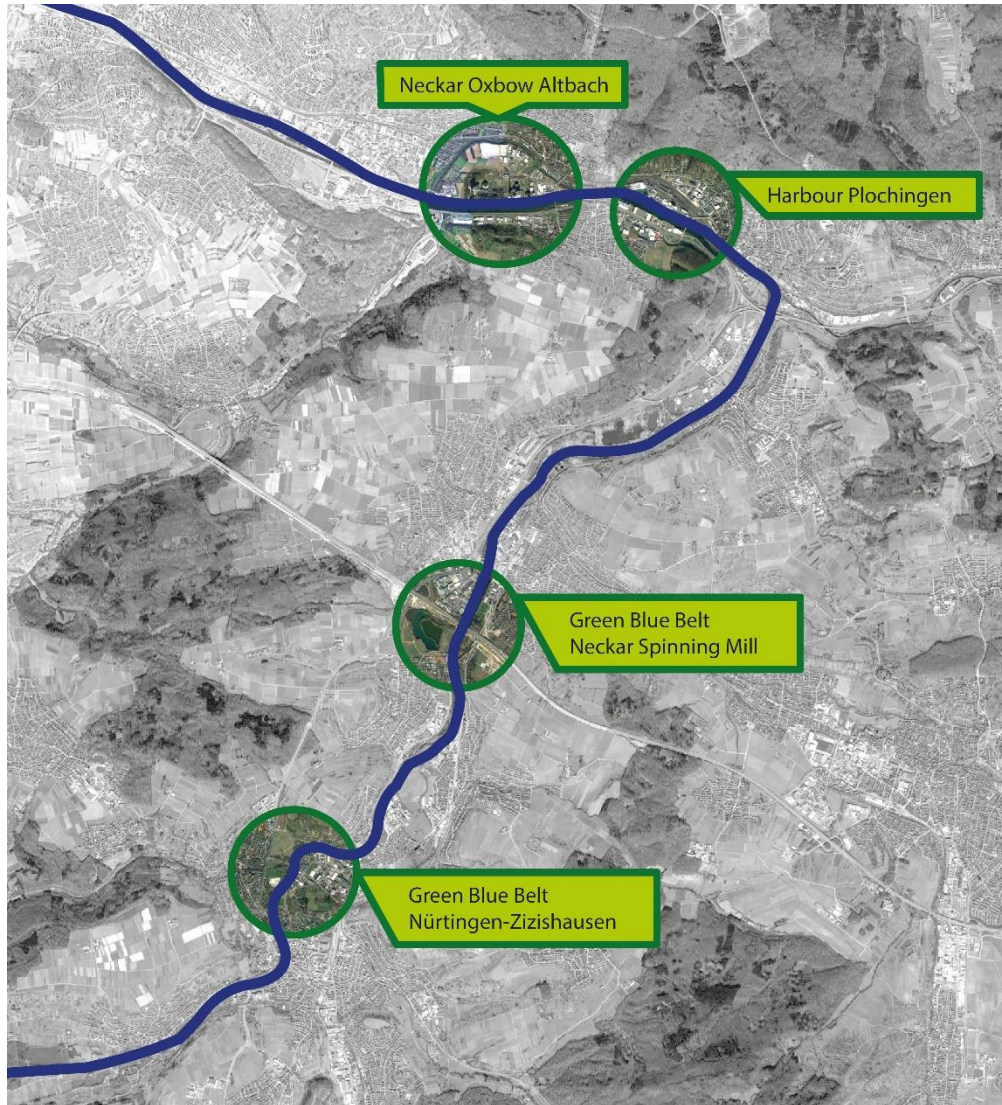 Neckar Oxbow Altbach
Harbour Plochingen
Green Blue Belt
Neckar Spinning Mill
Green Blue Belt
Nürtingen-Zizishausen